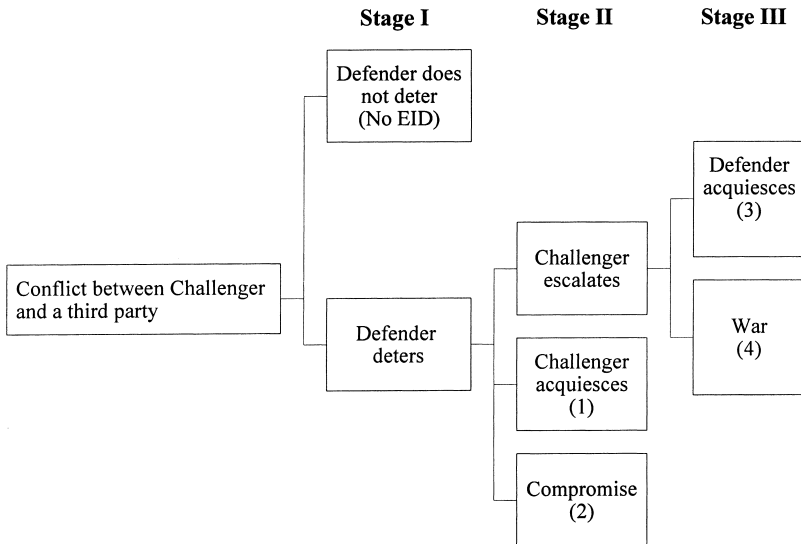 Stage I
Stage II
Stage III
Defender does
not deter
(No EID)
Defender
acquiesces
(3)
Challenger
escalates
Conflict between Challenger
and a third party
Defender
deters
War
(4)
Challenger
acquiesces
(1)
Compromise
(2)